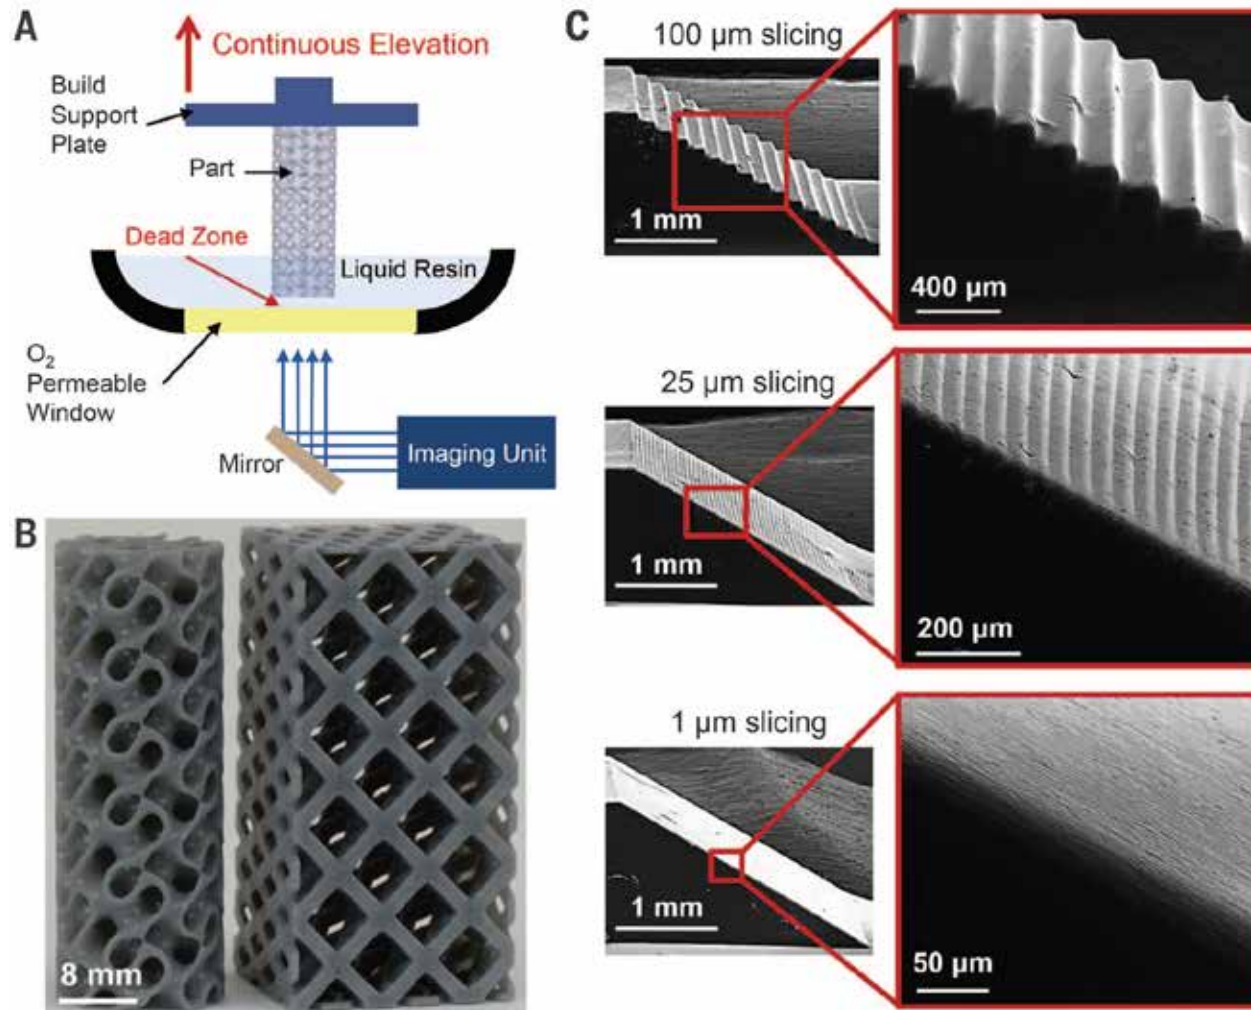 A
Continuous Elevation
Build
Support
Plate
Part
Dead Zone
Liquid Resin
O₂
Permeable
Window
Mirror
Imaging Unit
B
8 mm
C
100 µm slicing
1 mm
400 µm
25 µm slicing
1 mm
200 µm
1 µm slicing
1 mm
50 µm